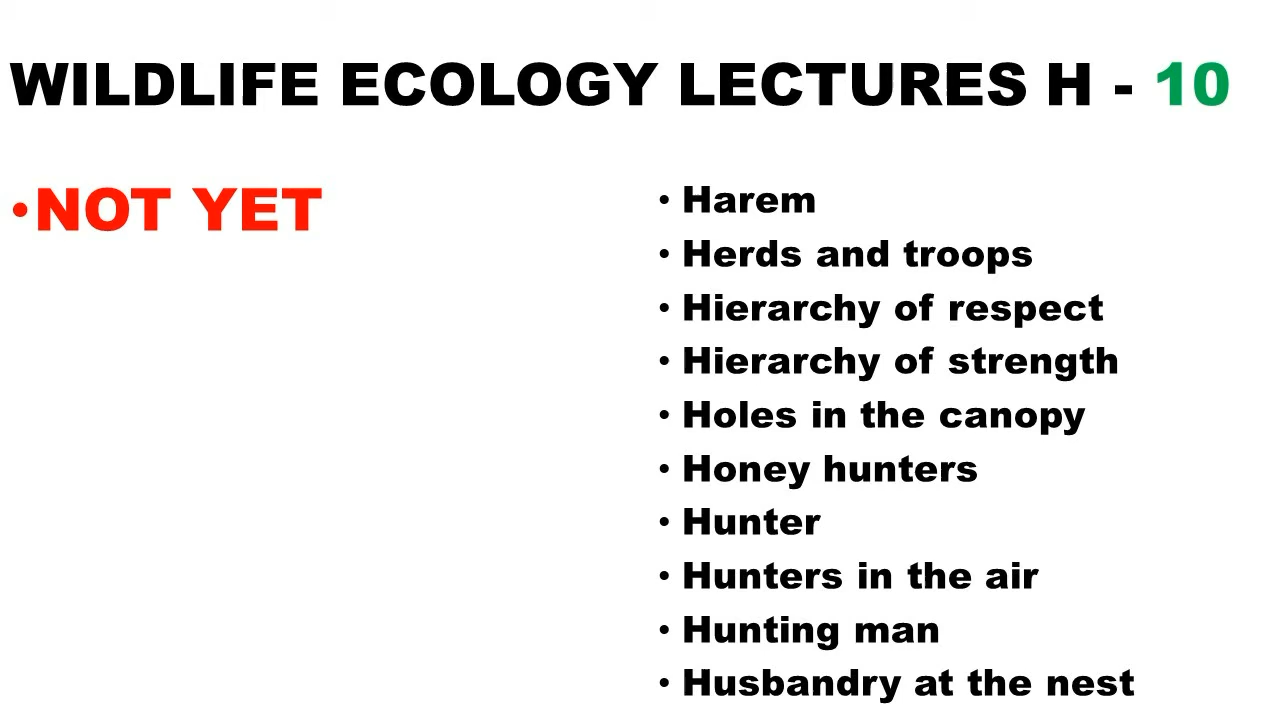 WILDLIFE ECOLOGY LECTURES H - 10
•NOT YET
• Harem
• Herds and troops
• Hierarchy of respect
• Hierarchy of strength
• Holes in the canopy
• Honey hunters
• Hunter
• Hunters in the air
• Hunting man
• Husbandry at the nest